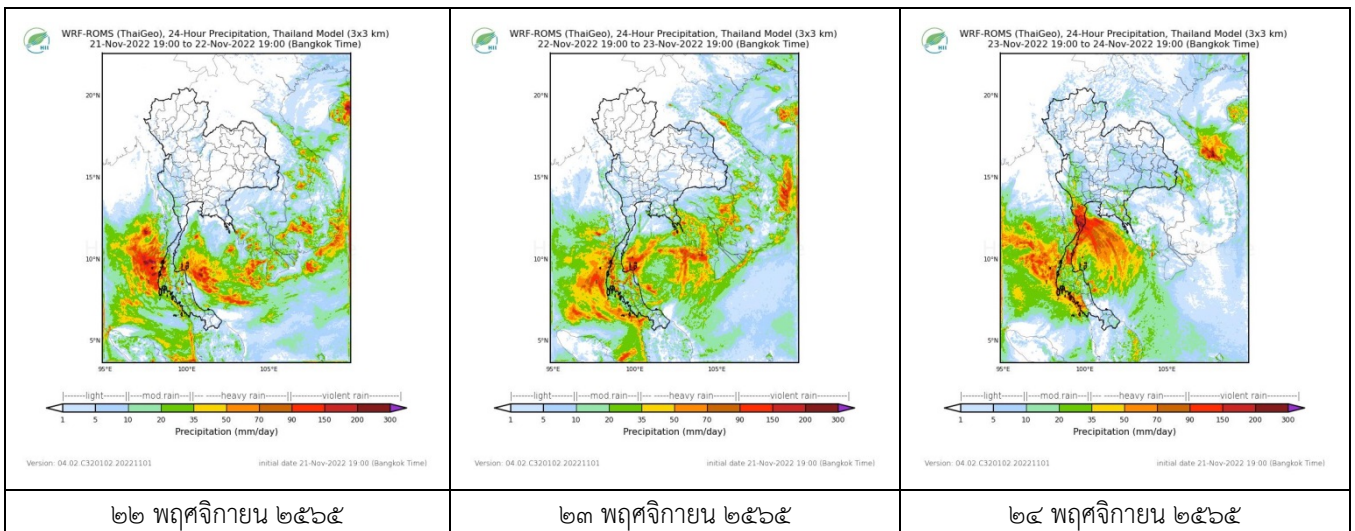 HII
WRF-ROMS (ThaiGeo), 24-Hour Precipitation, Thailand Model (3x3 km)
21-Nov-2022 19:00 to 22-Nov-2022 19:00 (Bangkok Time)
20°N
15°N
10°N
5°N
95°E 100°E 105°E
|------light-----||---mod rain---||--- ---heavy rain------||---------violent rain--------|
1 5 10 20 35 50 70 90 150 200 300
Precipitation (mm/day)
Version: 04.02.C320102.20221101 initial date 21-Nov-2022 19:00 (Bangkok Time)
๒๒ พฤศจิกายน ๒๕๖๕
HII
WRF-ROMS (ThaiGeo), 24-Hour Precipitation, Thailand Model (3x3 km)
22-Nov-2022 19:00 to 23-Nov-2022 19:00 (Bangkok Time)
20°N
15°N
10°N
5°N
95°E 100°E 105°E
|------light-----||---mod rain---||--- ---heavy rain------||---------violent rain--------|
1 5 10 20 35 50 70 90 150 200 300
Precipitation (mm/day)
Version: 04.02.C320102.20221101 initial date 21-Nov-2022 19:00 (Bangkok Time)
๒๓ พฤศจิกายน ๒๕๖๕
HII
WRF-ROMS (ThaiGeo), 24-Hour Precipitation, Thailand Model (3x3 km)
23-Nov-2022 19:00 to 24-Nov-2022 19:00 (Bangkok Time)
20°N
15°N
10°N
5°N
95°E 100°E 105°E
|------light-----||---mod rain---||--- ---heavy rain------||---------violent rain--------|
1 5 10 20 35 50 70 90 150 200 300
Precipitation (mm/day)
Version: 04.02.C320102.20221101 initial date 21-Nov-2022 19:00 (Bangkok Time)
๒๔ พฤศจิกายน ๒๕๖๕